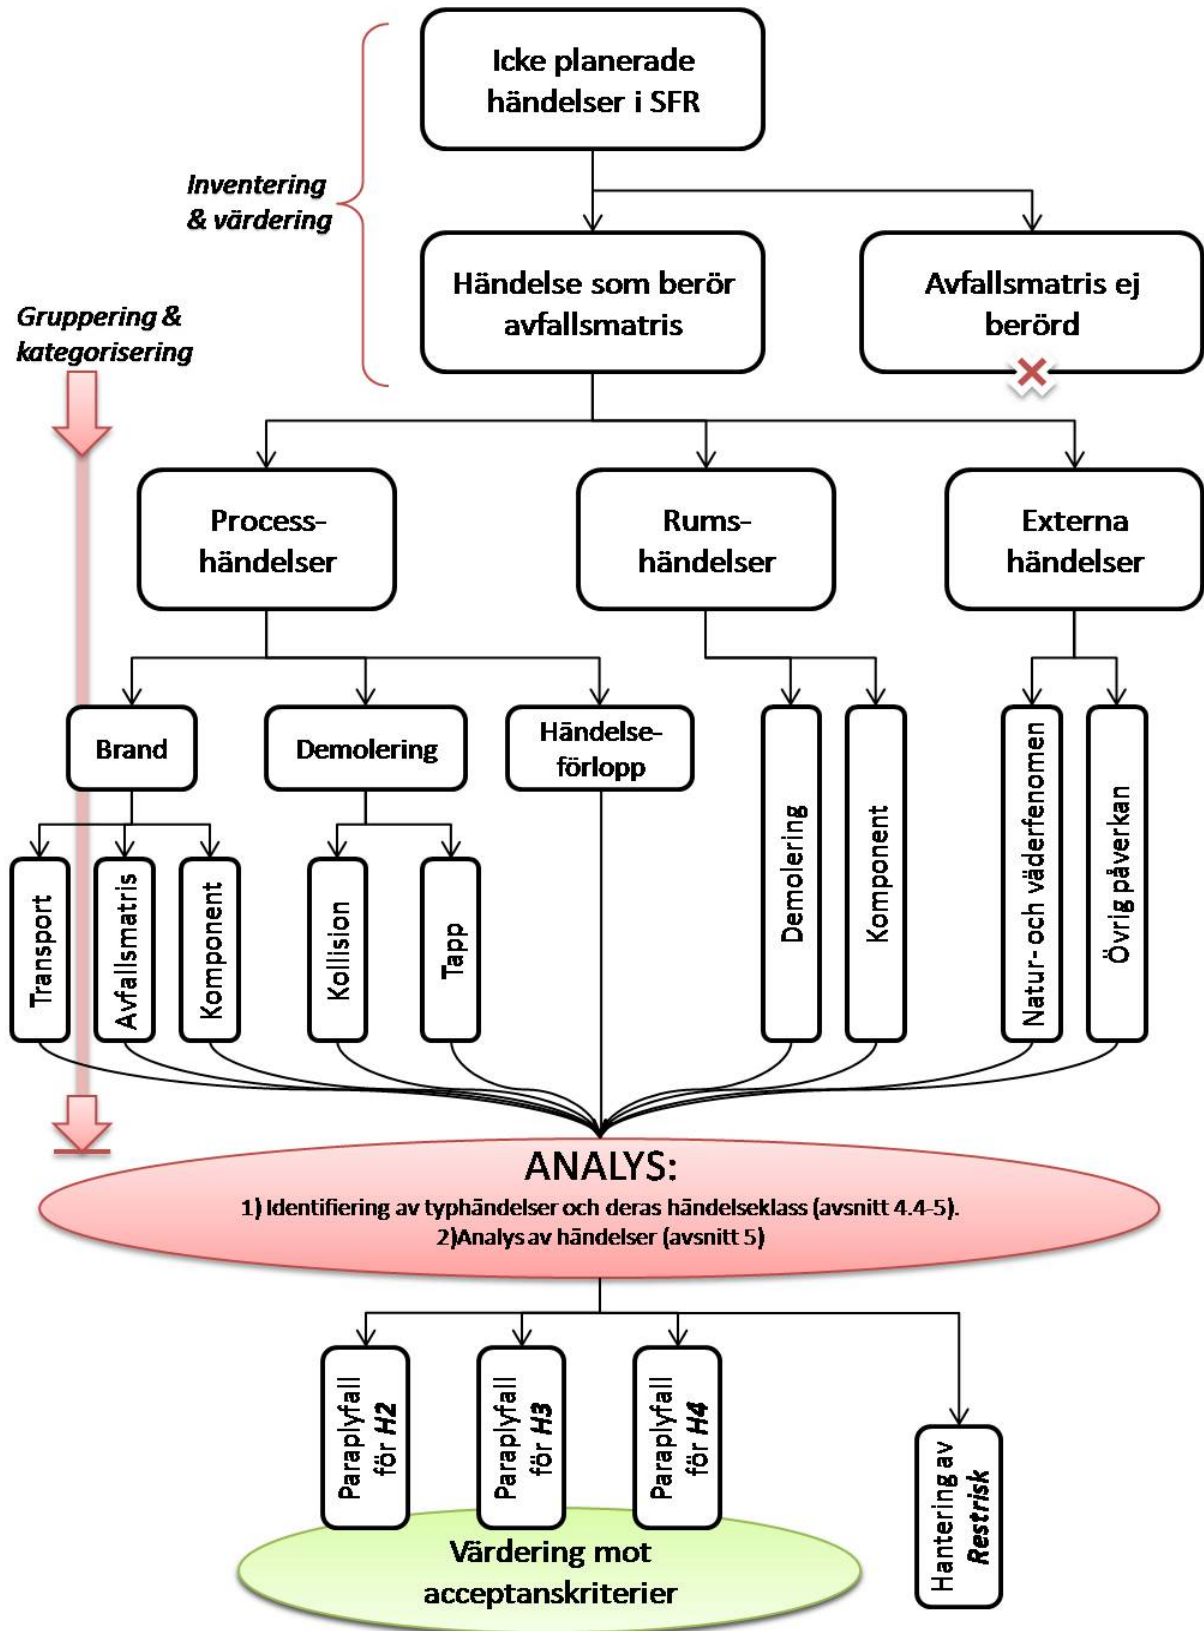 Icke planerade
händelser i SFR
Inventering
& värdering
Händelse som berör
avfallsmatris
Avfallsmatris ej
berörd
Gruppering &
kategorisering
Process-
händelser
Rums-
händelser
Externa
händelser
Brand
Demolering
Händelse-
förlopp
Transport
Avfallsmatris
Komponent
Kollision
Tapp
Demolering
Komponent
Natur- och väderfenomen
Övrig påverkan
ANALYS:
1) Identifiering av typhändelser och deras händelseklass (avsnitt 4.4-5).
2)Analys av händelser (avsnitt 5)
Paraplyfall
för H2
Paraplyfall
för H3
Paraplyfall
för H4
Hantering av
Restrisk
Värdering mot
acceptanskriterier